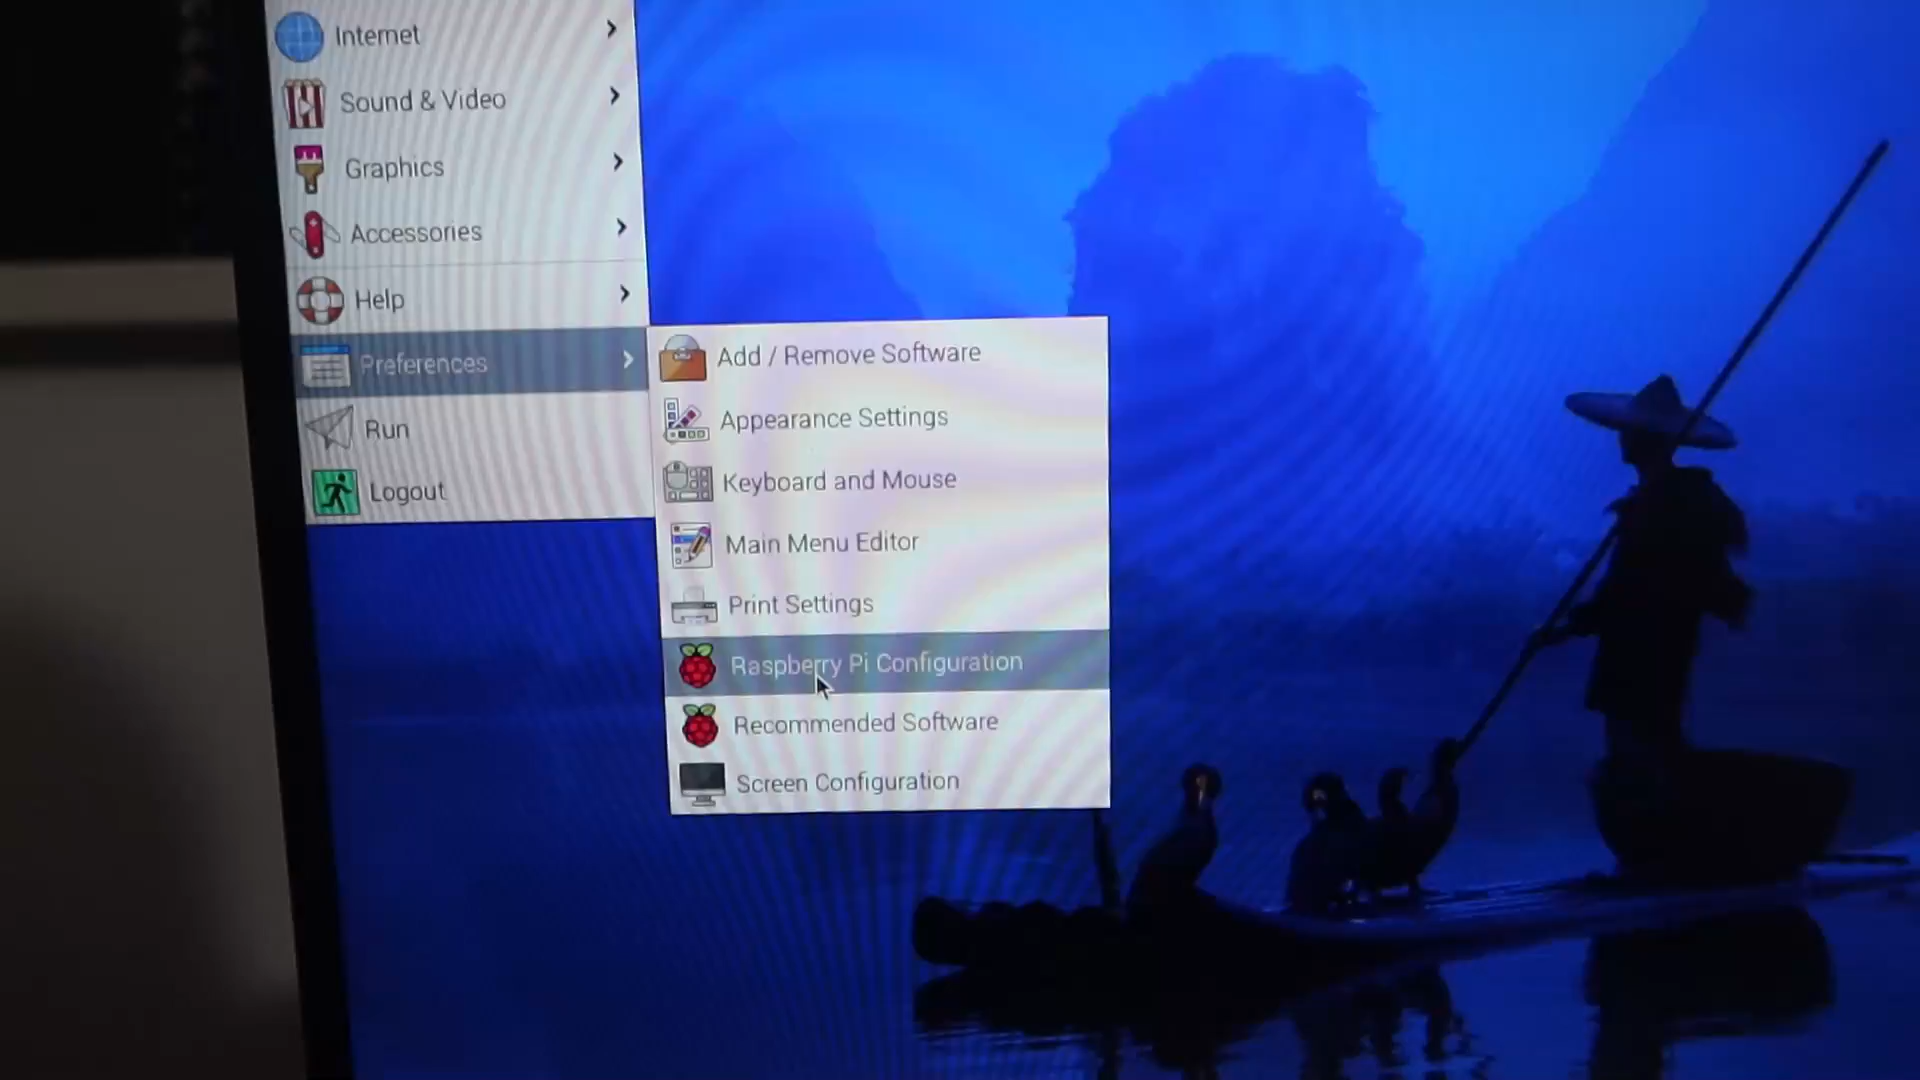 Internet
Sound & Video
Graphics
Accessories
Help
Preferences
Run
Logout
Add / Remove Software
Appearance Settings
Keyboard and Mouse
Main Menu Editor
Print Settings
Raspberry Pi Configuration
Recommended Software
Screen Configuration